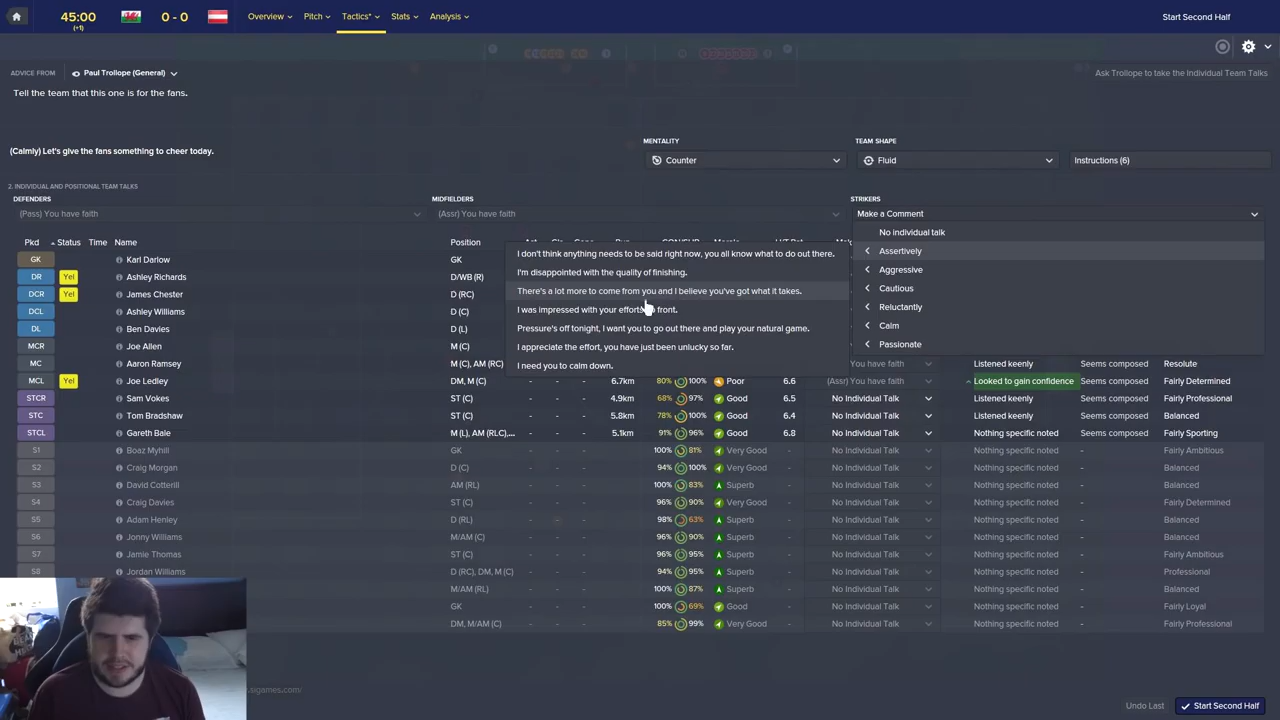 45:00
(+1)
0 - 0
Overview
Pitch
Tactics*
Stats
Analysis
Start Second Half
ADVICE FROM
Paul Trollope (General)
Ask Trollope to take the Individual Team Talks
Tell the team that this one is for the fans.
MENTALITY
TEAM SHAPE
(Calmly) Let's give the fans something to cheer today.
Counter
Fluid
Instructions (6)
2. INDIVIDUAL AND POSITIONAL TEAM TALKS
DEFENDERS
MIDFIELDERS
STRIKERS
(Pass) You have faith
(Assr) You have faith
Make a Comment
No individual talk
Assertively
Aggressive
Cautious
Reluctantly
Calm
Passionate
I don't think anything needs to be said right now, you all know what to do out there.
I'm disappointed with the quality of finishing.
There's a lot more to come from you and I believe you've got what it takes.
I was impressed with your efforts front.
Pressure's off tonight, I want you to go out there and play your natural game.
I appreciate the effort, you have just been unlucky so far.
I need you to calm down.
Pkd Status Time Name Position
GK Karl Darlow GK
DR Yel Ashley Richards D/WB (R)
DCR Yel James Chester D (RC)
DCL Ashley Williams D (C)
DL Ben Davies D (L)
MCR Joe Allen M (C)
MC Aaron Ramsey M (C), AM (RC) You have faith Listened keenly Seems composed Resolute
MCL Yel Joe Ledley DM, M (C) 6.7km 80% 100% Poor 6.6 (Assr) You have faith Looked to gain confidence Seems composed Fairly Determined
STCR Sam Vokes ST (C) - - - 4.9km 68% 97% Good 6.5 No Individual Talk Listened keenly Seems composed Fairly Professional
STC Tom Bradshaw ST (C) - - - 5.8km 78% 100% Good 6.4 No Individual Talk Listened keenly Seems composed Balanced
STCL Gareth Bale M (L), AM (RLC),... - - - 5.1km 91% 96% Good 6.8 No Individual Talk Nothing specific noted Seems composed Fairly Sporting
S1 Boaz Myhill GK - - - - 100% 81% Very Good - No Individual Talk Nothing specific noted - Fairly Ambitious
S2 Craig Morgan D (C) - - - - 94% 100% Very Good - No Individual Talk Nothing specific noted - Balanced
S3 David Cotterill AM (RL) - - - - 100% 83% Superb - No Individual Talk Nothing specific noted - Balanced
S4 Craig Davies ST (C) - - - - 96% 90% Very Good - No Individual Talk Nothing specific noted - Fairly Determined
S5 Adam Henley D (RL) - - - - 98% 63% Superb - No Individual Talk Nothing specific noted - Balanced
S6 Jonny Williams M/AM (C) - - - - 96% 90% Superb - No Individual Talk Nothing specific noted - Balanced
S7 Jamie Thomas ST (C) - - - - 96% 95% Superb - No Individual Talk Nothing specific noted - Fairly Ambitious
S8 Jordan Williams D (RC), DM, M (C) - - - - 94% 95% Superb - No Individual Talk Nothing specific noted - Professional
M/AM (RL) - - - - 100% 87% Superb - No Individual Talk Nothing specific noted - Balanced
GK - - - - 100% 69% Good - No Individual Talk Nothing specific noted - Fairly Loyal
DM, M/AM (C) - - - - 85% 99% Very Good - No Individual Talk Nothing specific noted - Fairly Professional
.sigames.com/
Undo Last
Start Second Half